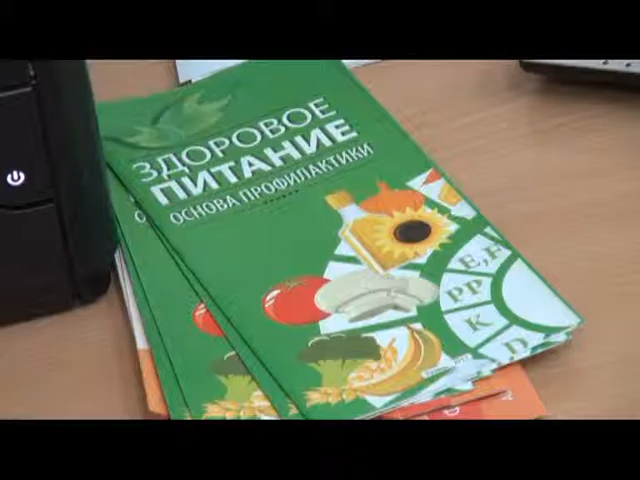 ЗДОРОВОЕ
ПИТАНИЕ
ОСНОВА ПРОФИЛАКТИКИ
E, F
PP
K
D